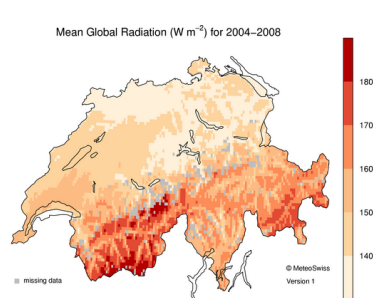 Mean Global Radiation (W m⁻²) for 2004–2008
180
170
160
150
140
© MeteoSwiss
Version 1
missing data